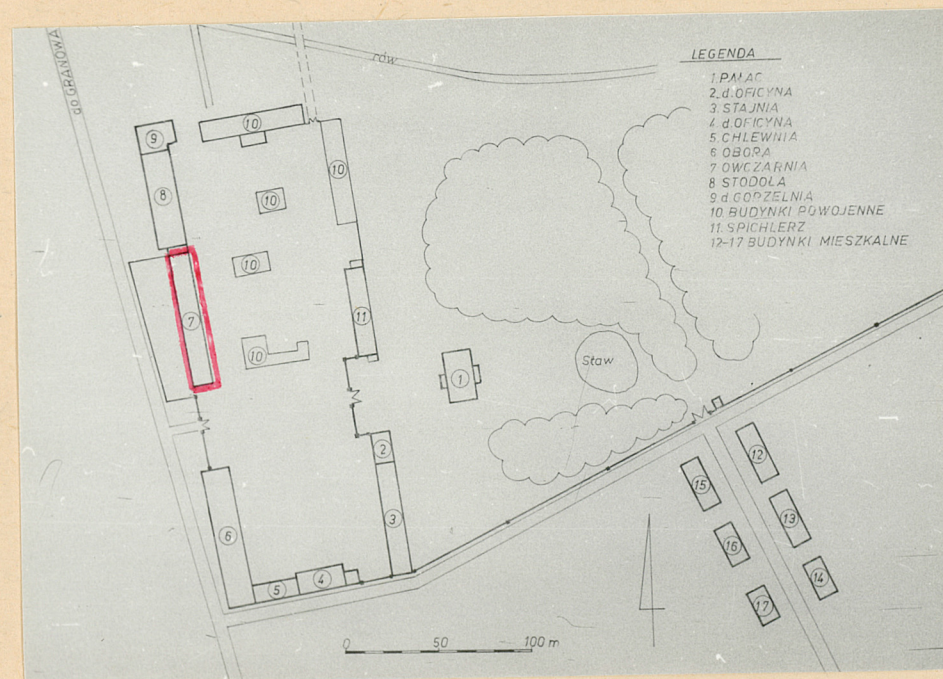 do GRANOWA
rów
LEGENDA
1. PAŁAC
2. d. OFICYNA
3. STAJNIA
4. d. OFICYNA
5. CHLEWNIA
6 OBORA
7 OWCZARNIA
8 STODOŁA
9 d. GORZELNIA
10. BUDYNKI POWOJENNE
11. SPICHLERZ
12-17 BUDYNKI MIESZKALNE
9
10
10
8
10
10
7
11
10
1
Staw
2
12
15
3
13
6
16
4
14
5
17
0 50 100 m